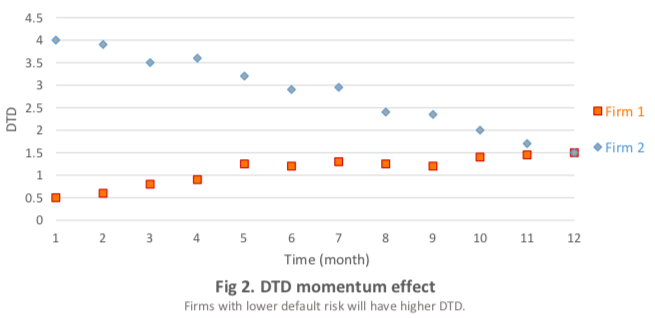 4.5
4
3.5
3
2.5
2
1.5
1
0.5
0
DTD
1 2 3 4 5 6 7 8 9 10 11 12
Time (month)
Firm 1
Firm 2
Fig 2. DTD momentum effect
Firms with lower default risk will have higher DTD.